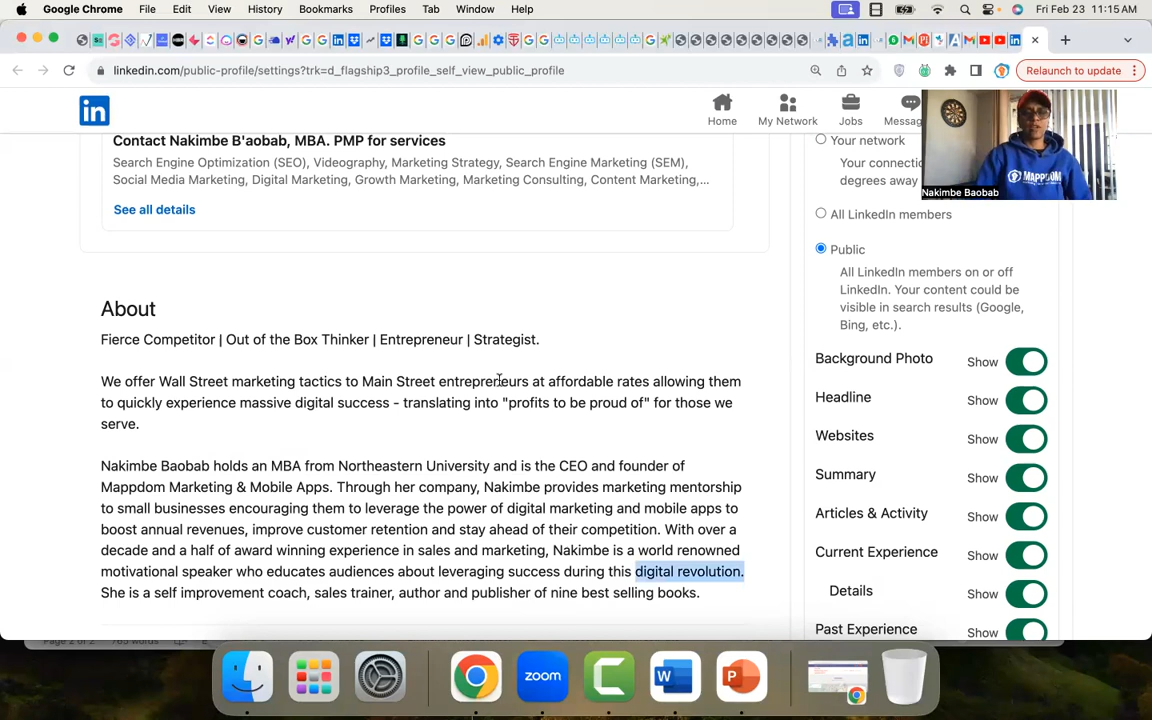 Google Chrome File Edit View History Bookmarks Profiles Tab Window Help Fri Feb 23 11:15 AM
linkedin.com/public-profile/settings?trk=d_flagship3_profile_self_view_public_profile
Relaunch to update
in
Home
My Network
Jobs
Messag
MAPPDOM
Nakimbe Baobab
Contact Nakimbe B'aobab, MBA. PMP for services
Search Engine Optimization (SEO), Videography, Marketing Strategy, Search Engine Marketing (SEM),
Social Media Marketing, Digital Marketing, Growth Marketing, Marketing Consulting, Content Marketing,...
See all details
About
Fierce Competitor | Out of the Box Thinker | Entrepreneur | Strategist.
We offer Wall Street marketing tactics to Main Street entrepreneurs at affordable rates allowing them
to quickly experience massive digital success - translating into "profits to be proud of" for those we
serve.
Nakimbe Baobab holds an MBA from Northeastern University and is the CEO and founder of
Mappdom Marketing & Mobile Apps. Through her company, Nakimbe provides marketing mentorship
to small businesses encouraging them to leverage the power of digital marketing and mobile apps to
boost annual revenues, improve customer retention and stay ahead of their competition. With over a
decade and a half of award winning experience in sales and marketing, Nakimbe is a world renowned
motivational speaker who educates audiences about leveraging success during this digital revolution.
She is a self improvement coach, sales trainer, author and publisher of nine best selling books.
Your network
Your connecti
degrees away
All LinkedIn members
Public
All LinkedIn members on or off
LinkedIn. Your content could be
visible in search results (Google,
Bing, etc.).
Background Photo Show
Headline Show
Websites Show
Summary Show
Articles & Activity Show
Current Experience Show
Details Show
Past Experience Show
Page 2 of 2 765 words
zoom
C
W
P